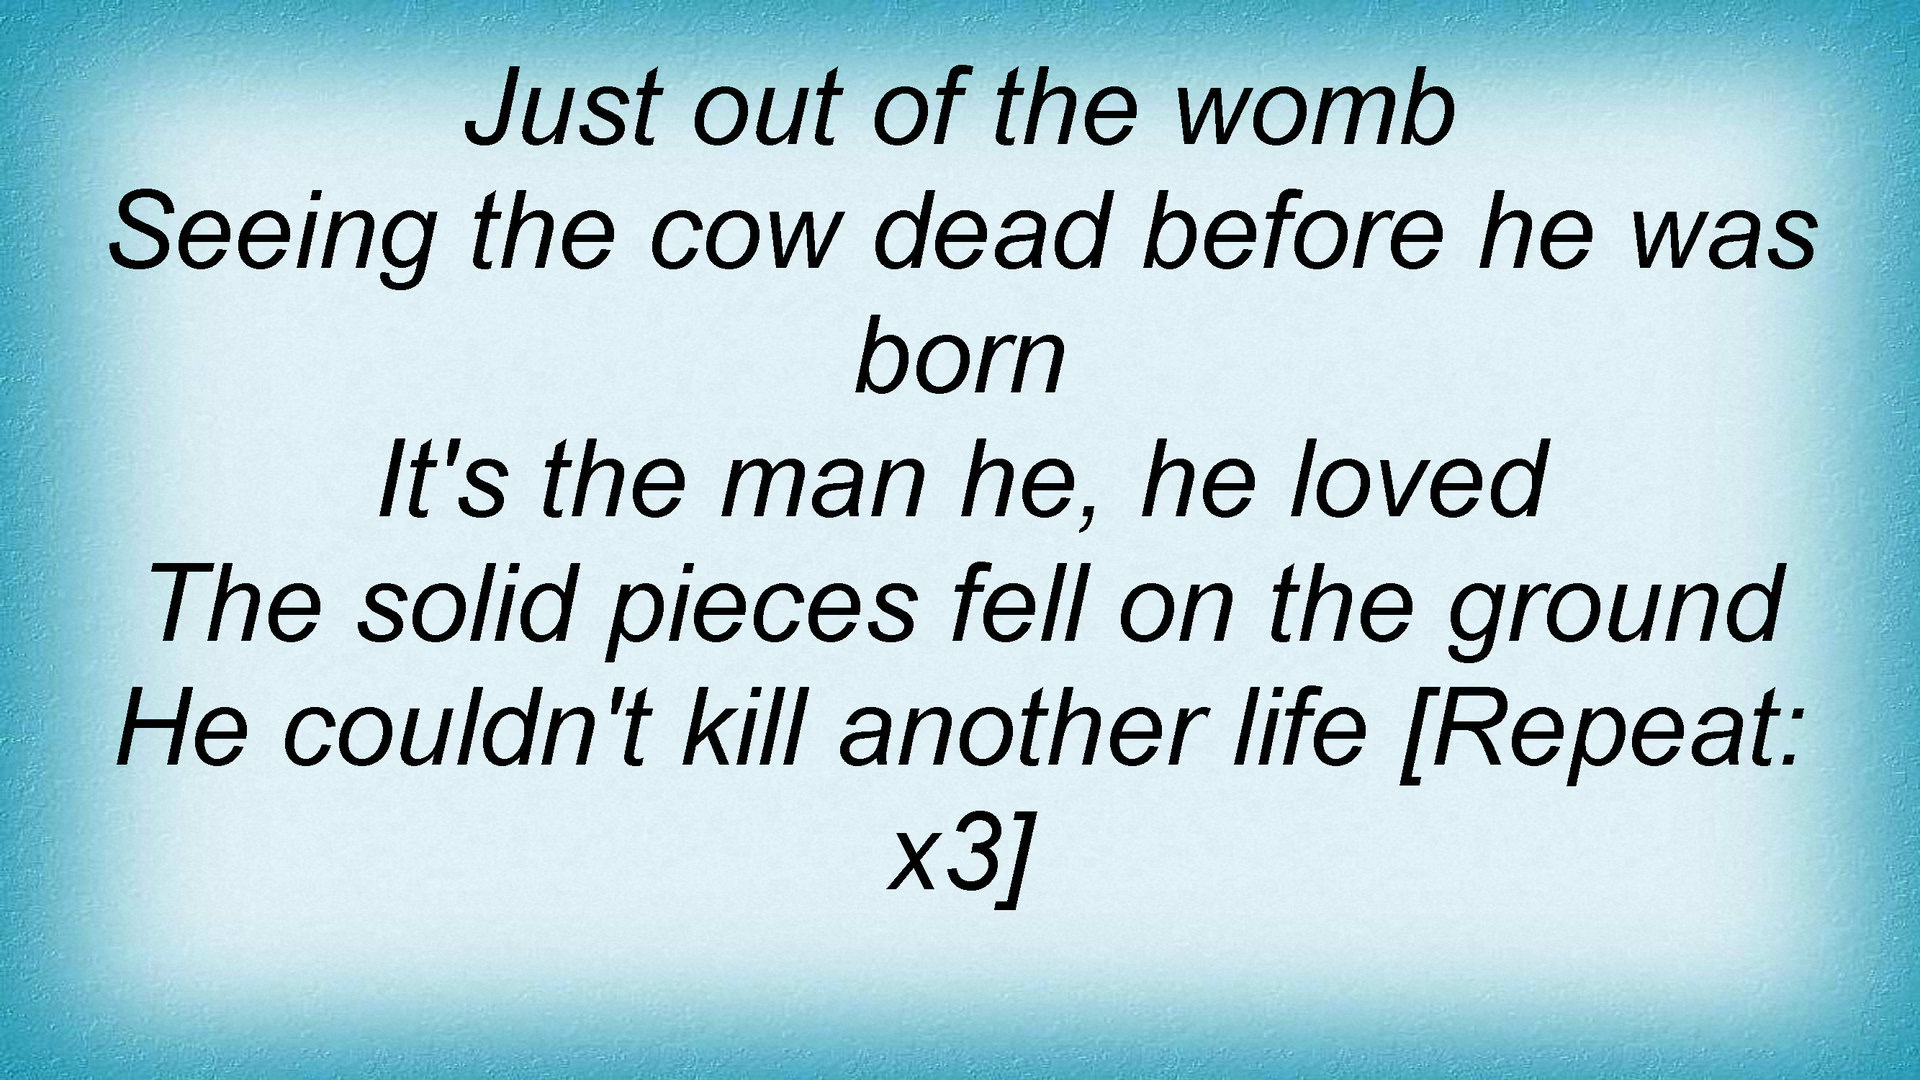 Just out of the womb
Seeing the cow dead before he was
born
It's the man he, he loved
The solid pieces fell on the ground
He couldn't kill another life [Repeat:
x3]